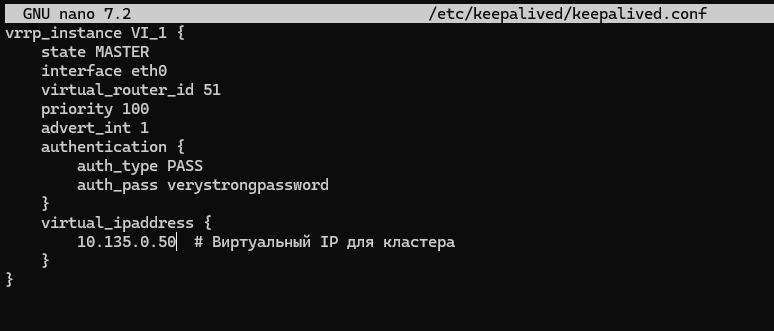 GNU nano 7.2 /etc/keepalived/keepalived.conf
vrrp_instance VI_1 {
    state MASTER
    interface eth0
    virtual_router_id 51
    priority 100
    advert_int 1
    authentication {
        auth_type PASS
        auth_pass verystrongpassword
    }
    virtual_ipaddress {
        10.135.0.50  # Виртуальный IP для кластера
    }
}